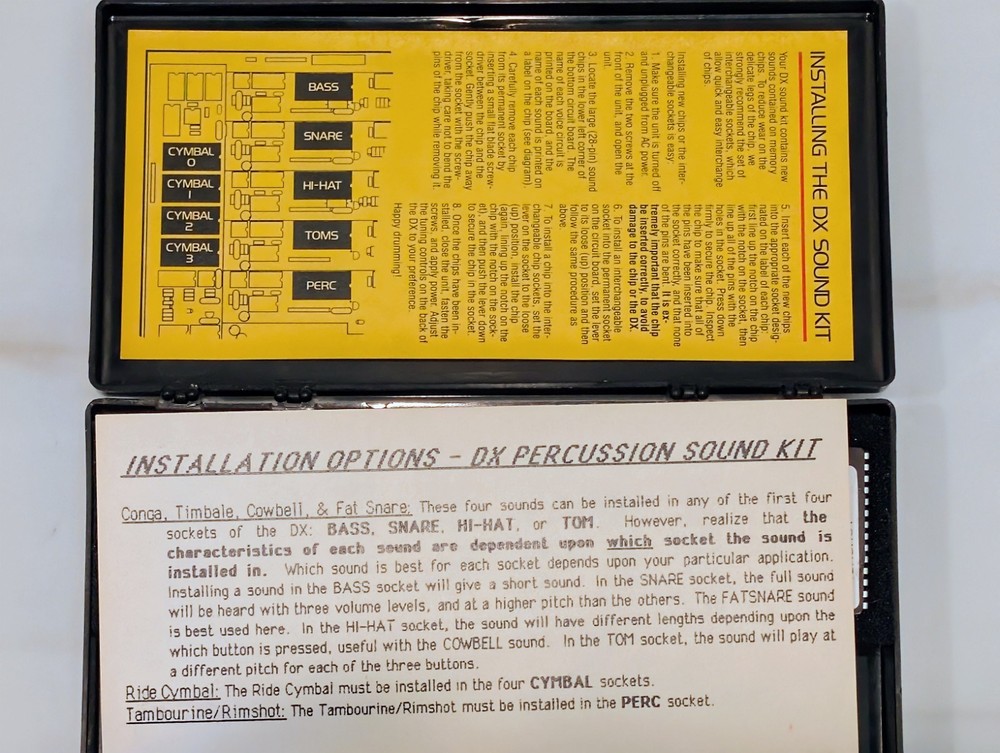 INSTALLING THE DX SOUND KIT
Your DX sound kit contains new
sounds contained on memory
chips. To reduce wear on the
delicate legs of the chip, we
strongly recommend the set of
interchangeable sockets, which
allow quick and easy interchange
of chips.
Installing new chips or the inter-
changeable sockets is easy:
1. Make sure the unit is turned off
and unplugged from AC power.
2. Remove the two screws at the
front of the unit, and open the
unit.
3. Locate the large (28-pin) sound
chips in the lower left corner of
the bottom circuit board. The
name of each voice circuit is
printed on the board, and the
name of each sound is printed on
a label on the chip (see diagram).
4. Carefully remove each chip
from its permanent socket by
inserting a small flat blade screw-
driver between the chip and the
socket. Gently push the chip away
from the socket with the screw-
driver, taking care not to bend the
pins of the chip while removing it.
5. Insert each of the new chips
into the appropriate socket desig-
nated on the label of each chip;
first line up the notch on the chip
with the notch on the socket, then
line up all of the pins with the
holes in the socket. Press down
firmly to secure the chip. Inspect
the chip to make sure that all of
the pins have been inserted into
the socket correctly, and that none
of the pins are bent. It is ex-
tremely important that the chip
be inserted correctly, to avoid
damage to the chip or the DX.
6. To install an interchangeable
socket into the permanent socket
on the circuit board, set the lever
to its loose (up) position and then
follow the same procedure as
above.
7. To install a chip into the inter-
changeable chip sockets, set the
lever on the socket to the loose
(up) position, install the chip
(again, lining up the notch on the
chip with the notch on the sock-
et), and then push the lever down
to secure the chip in the socket.
8. Once the chips have been in-
stalled, close the unit, fasten the
screws, and apply power. Adjust
the tuning controls on the back of
the DX to your preference.
Happy drumming!
BASS
SNARE
HI-HAT
TOMS
PERC
CYMBAL
0
CYMBAL
1
CYMBAL
2
CYMBAL
3
INSTALLATION OPTIONS - DX PERCUSSION SOUND KIT
Conga, Timbale, Cowbell, & Fat Snare: These four sounds can be installed in any of the first four
sockets of the DX: BASS, SNARE, HI-HAT, or TOM. However, realize that the
characteristics of each sound are dependent upon which socket the sound is
installed in. Which sound is best for each socket depends upon your particular application.
Installing a sound in the BASS socket will give a short sound. In the SNARE socket, the full sound
will be heard with three volume levels, and at a higher pitch than the others. The FATSNARE sound
is best used here. In the HI-HAT socket, the sound will have different lengths depending upon the
which button is pressed, useful with the COWBELL sound. In the TOM socket, the sound will play at
a different pitch for each of the three buttons.
Ride Cymbal: The Ride Cymbal must be installed in the four CYMBAL sockets.
Tambourine/Rimshot: The Tambourine/Rimshot must be installed in the PERC socket.